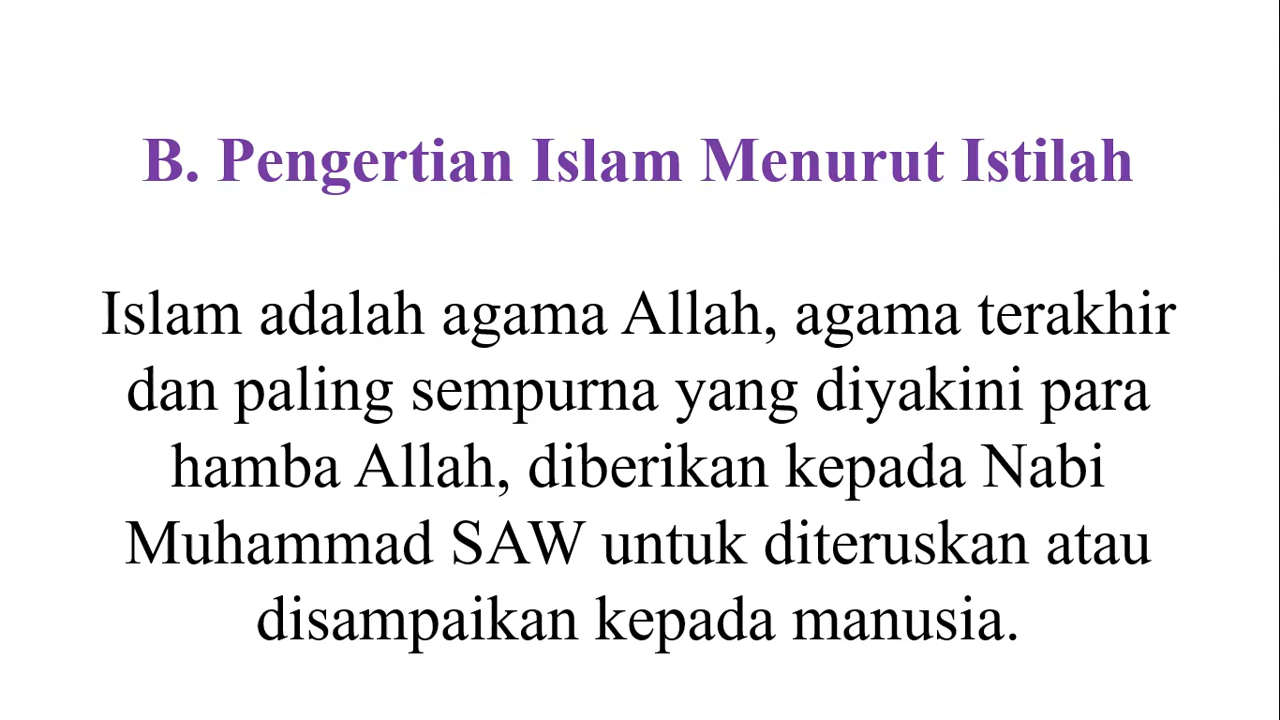 B. Pengertian Islam Menurut Istilah
Islam adalah agama Allah, agama terakhir
dan paling sempurna yang diyakini para
hamba Allah, diberikan kepada Nabi
Muhammad SAW untuk diteruskan atau
disampaikan kepada manusia.